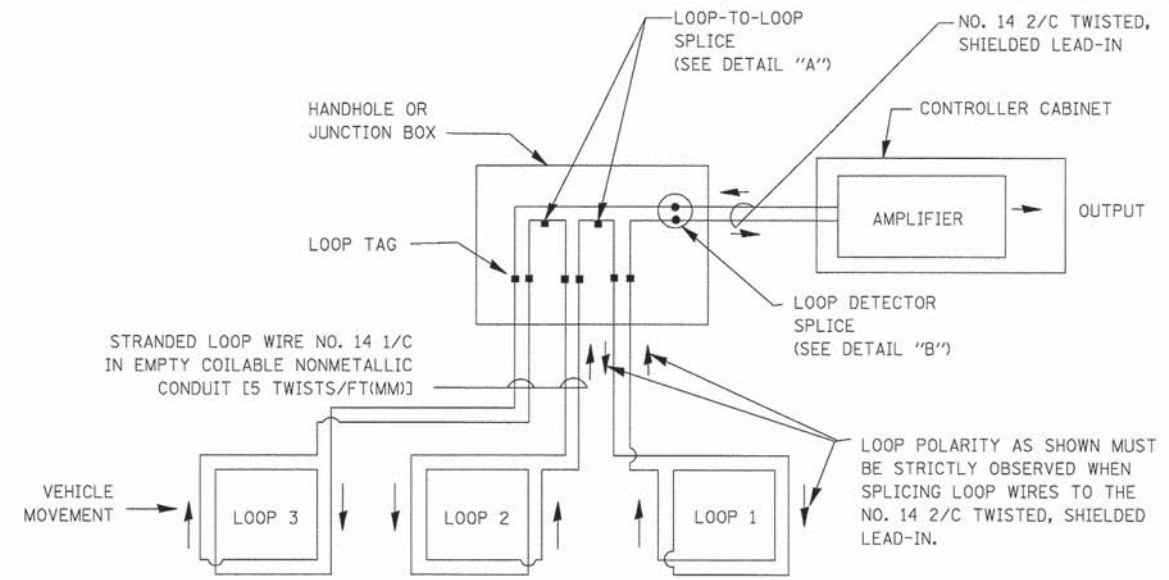 LOOP-TO-LOOP
SPLICE
(SEE DETAIL "A")
NO. 14 2/C TWISTED,
SHIELDED LEAD-IN
HANDHOLE OR
JUNCTION BOX
CONTROLLER CABINET
AMPLIFIER
OUTPUT
LOOP TAG
LOOP DETECTOR
SPLICE
(SEE DETAIL "B")
STRANDED LOOP WIRE NO. 14 1/C
IN EMPTY COILABLE NONMETALLIC
CONDUIT [5 TWISTS/FT(MM)]
LOOP POLARITY AS SHOWN MUST
BE STRICTLY OBSERVED WHEN
SPLICING LOOP WIRES TO THE
NO. 14 2/C TWISTED, SHIELDED
LEAD-IN.
VEHICLE
MOVEMENT
LOOP 3
LOOP 2
LOOP 1